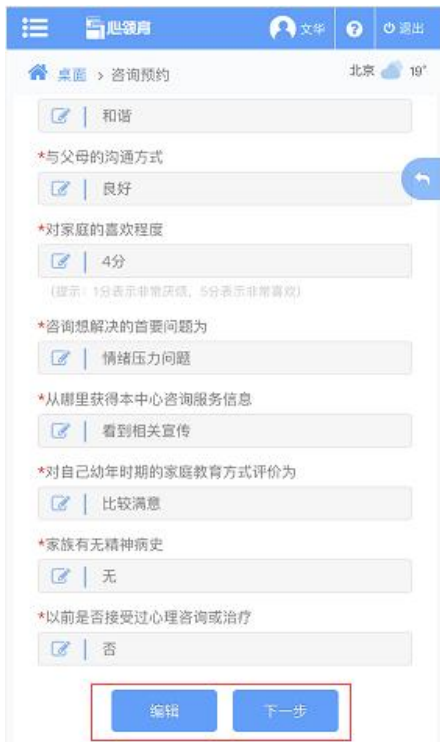 心领育
文华
?
退出
桌面 > 咨询预约
北京 19°
和谐
*与父母的沟通方式
良好
*对家庭的喜欢程度
4分
(提示：1分表示非常厌烦，5分表示非常喜欢)
*咨询想解决的首要问题为
情绪压力问题
*从哪里获得本中心咨询服务信息
看到相关宣传
*对自己幼年时期的家庭教育方式评价为
比较满意
*家族有无精神病史
无
*以前是否接受过心理咨询或治疗
否
编辑
下一步